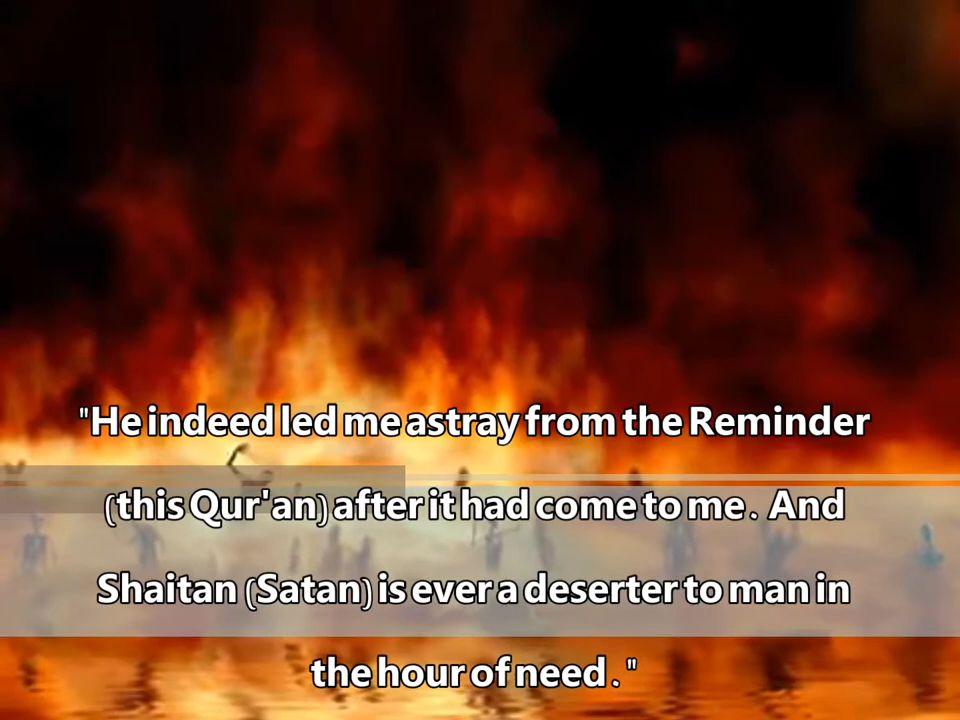 "He indeed led me astray from the Reminder
(this Qur'an) after it had come to me. And
Shaitan (Satan) is ever a deserter to man in
the hour of need."